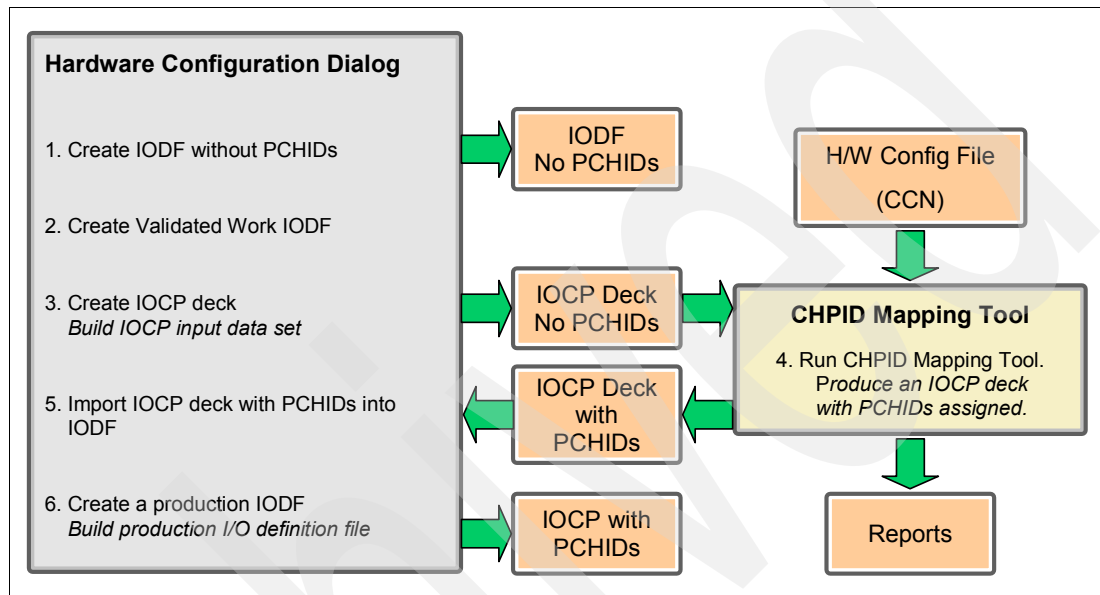 Hardware Configuration Dialog
1. Create IODF without PCHIDs
2. Create Validated Work IODF
3. Create IOCP deck
Build IOCP input data set
5. Import IOCP deck with PCHIDs into
IODF
6. Create a production IODF
Build production I/O definition file
IODF
No PCHIDs
IOCP Deck
No PCHIDs
IOCP Deck
with
PCHIDs
IOCP with
PCHIDs
H/W Config File
(CCN)
CHPID Mapping Tool
4. Run CHPID Mapping Tool.
Produce an IOCP deck
with PCHIDs assigned.
Reports